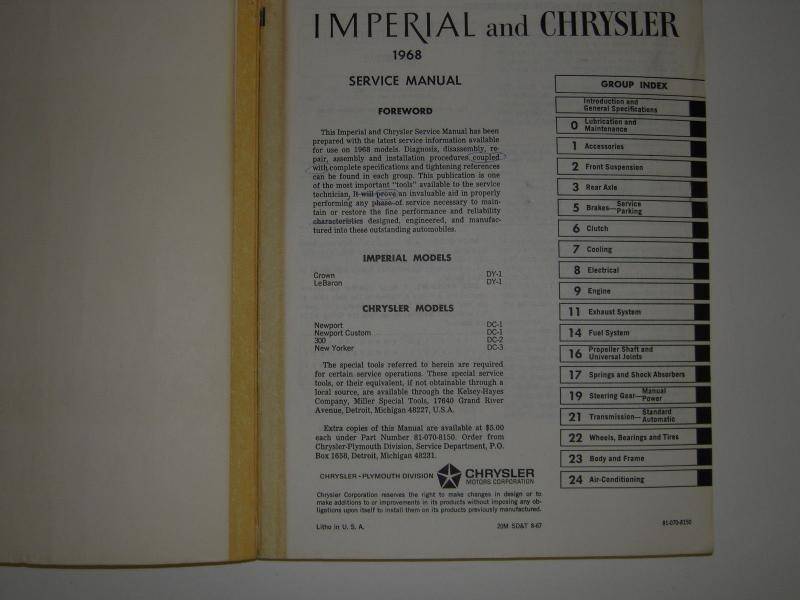 IMPERIAL and CHRYSLER
1968
SERVICE MANUAL
FOREWORD
This Imperial and Chrysler Service Manual has been
prepared with the latest service information available
for use on 1968 models. Diagnosis, disassembly, re-
pair, assembly and installation procedures coupled
with complete specifications and tightening references
can be found in each group. This publication is one
of the most important "tools" available to the service
technician, It will prove an invaluable aid in properly
performing any phase of service necessary to main-
tain or restore the fine performance and reliability
characteristics designed, engineered, and manufac-
tured into these outstanding automobiles.
IMPERIAL MODELS
Crown DY-1
LeBaron DY-1
CHRYSLER MODELS
Newport DC-1
Newport Custom DC-1
300 DC-2
New Yorker DC-3
The special tools referred to herein are required
for certain service operations. These special service
tools, or their equivalent, if not obtainable through a
local source, are available through the Kelsey-Hayes
Company, Miller Special Tools, 17640 Grand River
Avenue, Detroit, Michigan 48227, U.S.A.
Extra copies of this Manual are available at $5.00
each under Part Number 81-070-8150. Order from
Chrysler-Plymouth Division, Service Department, P.O.
Box 1658, Detroit, Michigan 48231.
CHRYSLER-PLYMOUTH DIVISION CHRYSLER
MOTORS CORPORATION
Chrysler Corporation reserves the right to make changes in design or to
make additions to or improvements in its products without imposing any ob-
ligations upon itself to install them on its products previously manufactured.
Litho in U. S. A. 20M SD&T 8-67
GROUP INDEX
Introduction and
General Specifications
0 Lubrication and
Maintenance
1 Accessories
2 Front Suspension
3 Rear Axle
5 Brakes—Service
Parking
6 Clutch
7 Cooling
8 Electrical
9 Engine
11 Exhaust System
14 Fuel System
16 Propeller Shaft and
Universal Joints
17 Springs and Shock Absorbers
19 Steering Gear—Manual
Power
21 Transmission—Standard
Automatic
22 Wheels, Bearings and Tires
23 Body and Frame
24 Air-Conditioning
81-070-8150